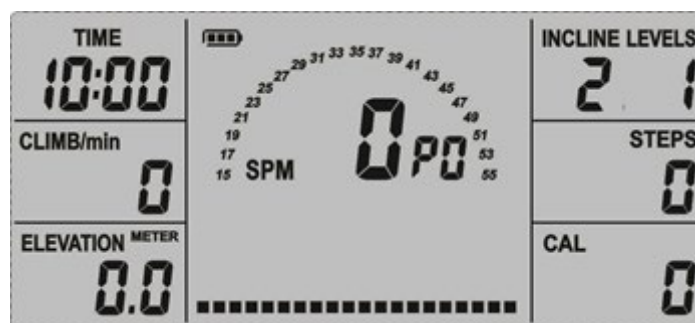 TIME
10:00
CLIMB/min
0
ELEVATION METER
0.0
15 17 19 21 23 25 27 29 31 33 35 37 39 41 43 45 47 49 51 53 55
SPM 0 P0
INCLINE LEVELS
2 1
STEPS
0
CAL
0